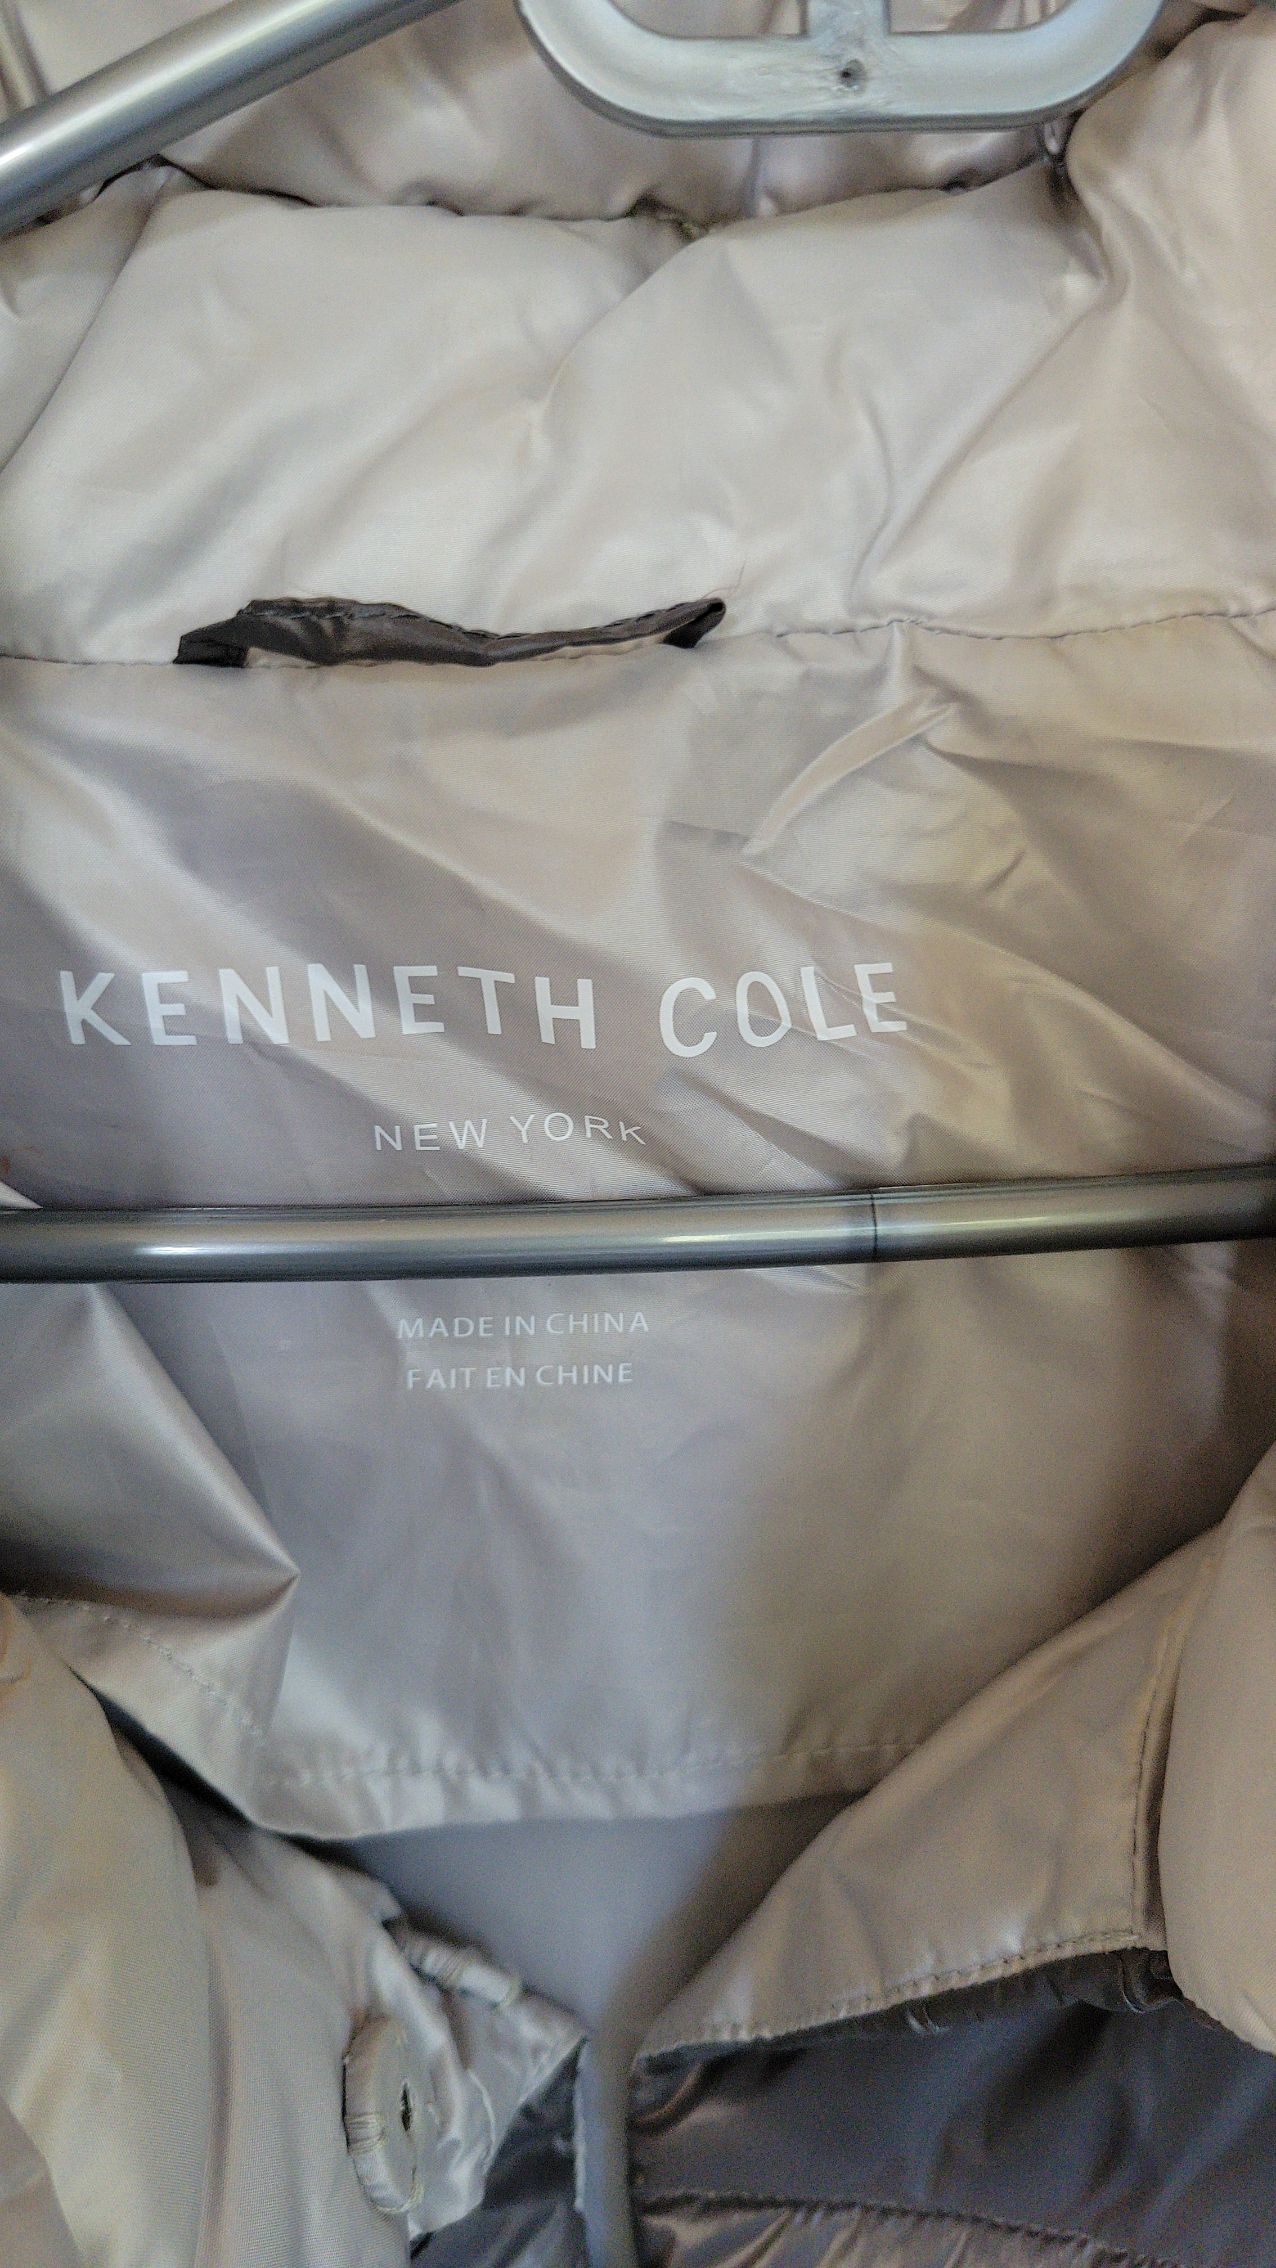 KENNETH COLE
NEW YORK
MADE IN CHINA
FAIT EN CHINE